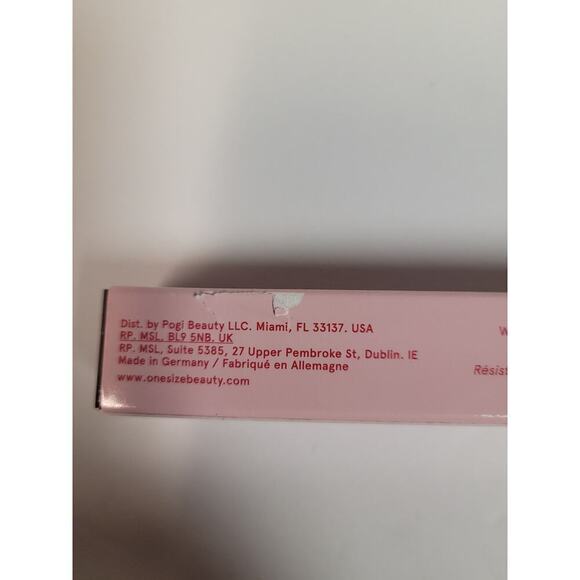 Dist. by Pogi Beauty LLC. Miami, FL 33137. USA
RP. MSL, BL9 5NB, UK
RP. MSL, Suite 5385, 27 Upper Pembroke St, Dublin. IE
Made in Germany / Fabriqué en Allemagne
www.onesizebeauty.com